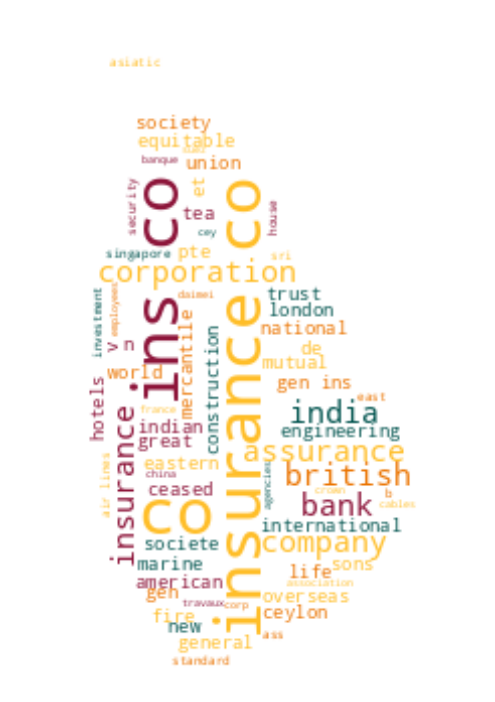 asiatic
society
equitable
banque
union
security
et
co
tea
co
house
cey
singapore
pte
sri
corporation
investment
employees
daimei
trust
london
ins
mercantile
construction
insurance co
national
v n
de
mutual
world
gen ins
east
hotels
france
india
indian
engineering
great
insurance
assurance
eastern
air lines
china
agencies
british
ceased
crown
b
bank
cables
co
international
societe
company
marine
sons
life
american
association
gen
overseas
travaux
corp
ceylon
fire
new
ass
general
standard